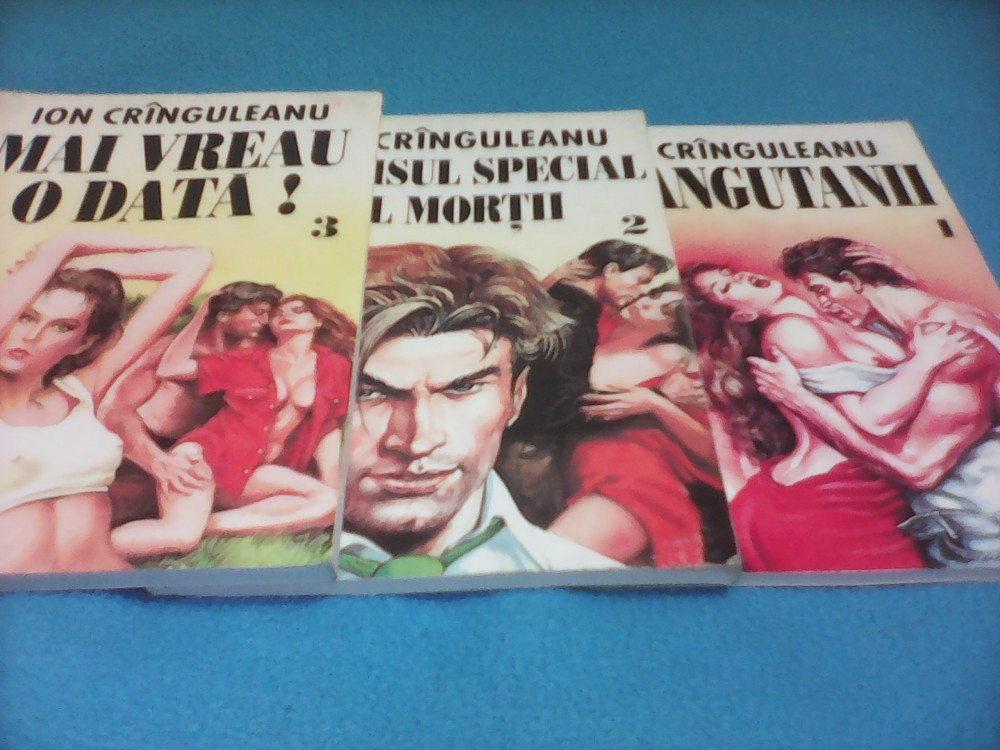 ION CRÎNGULEANU
MAI VREAU
O DATĂ !
3
CRÎNGULEANU
ISUL SPECIAL
L MORȚII
2
CRÎNGULEANU
ANGUTANII
1